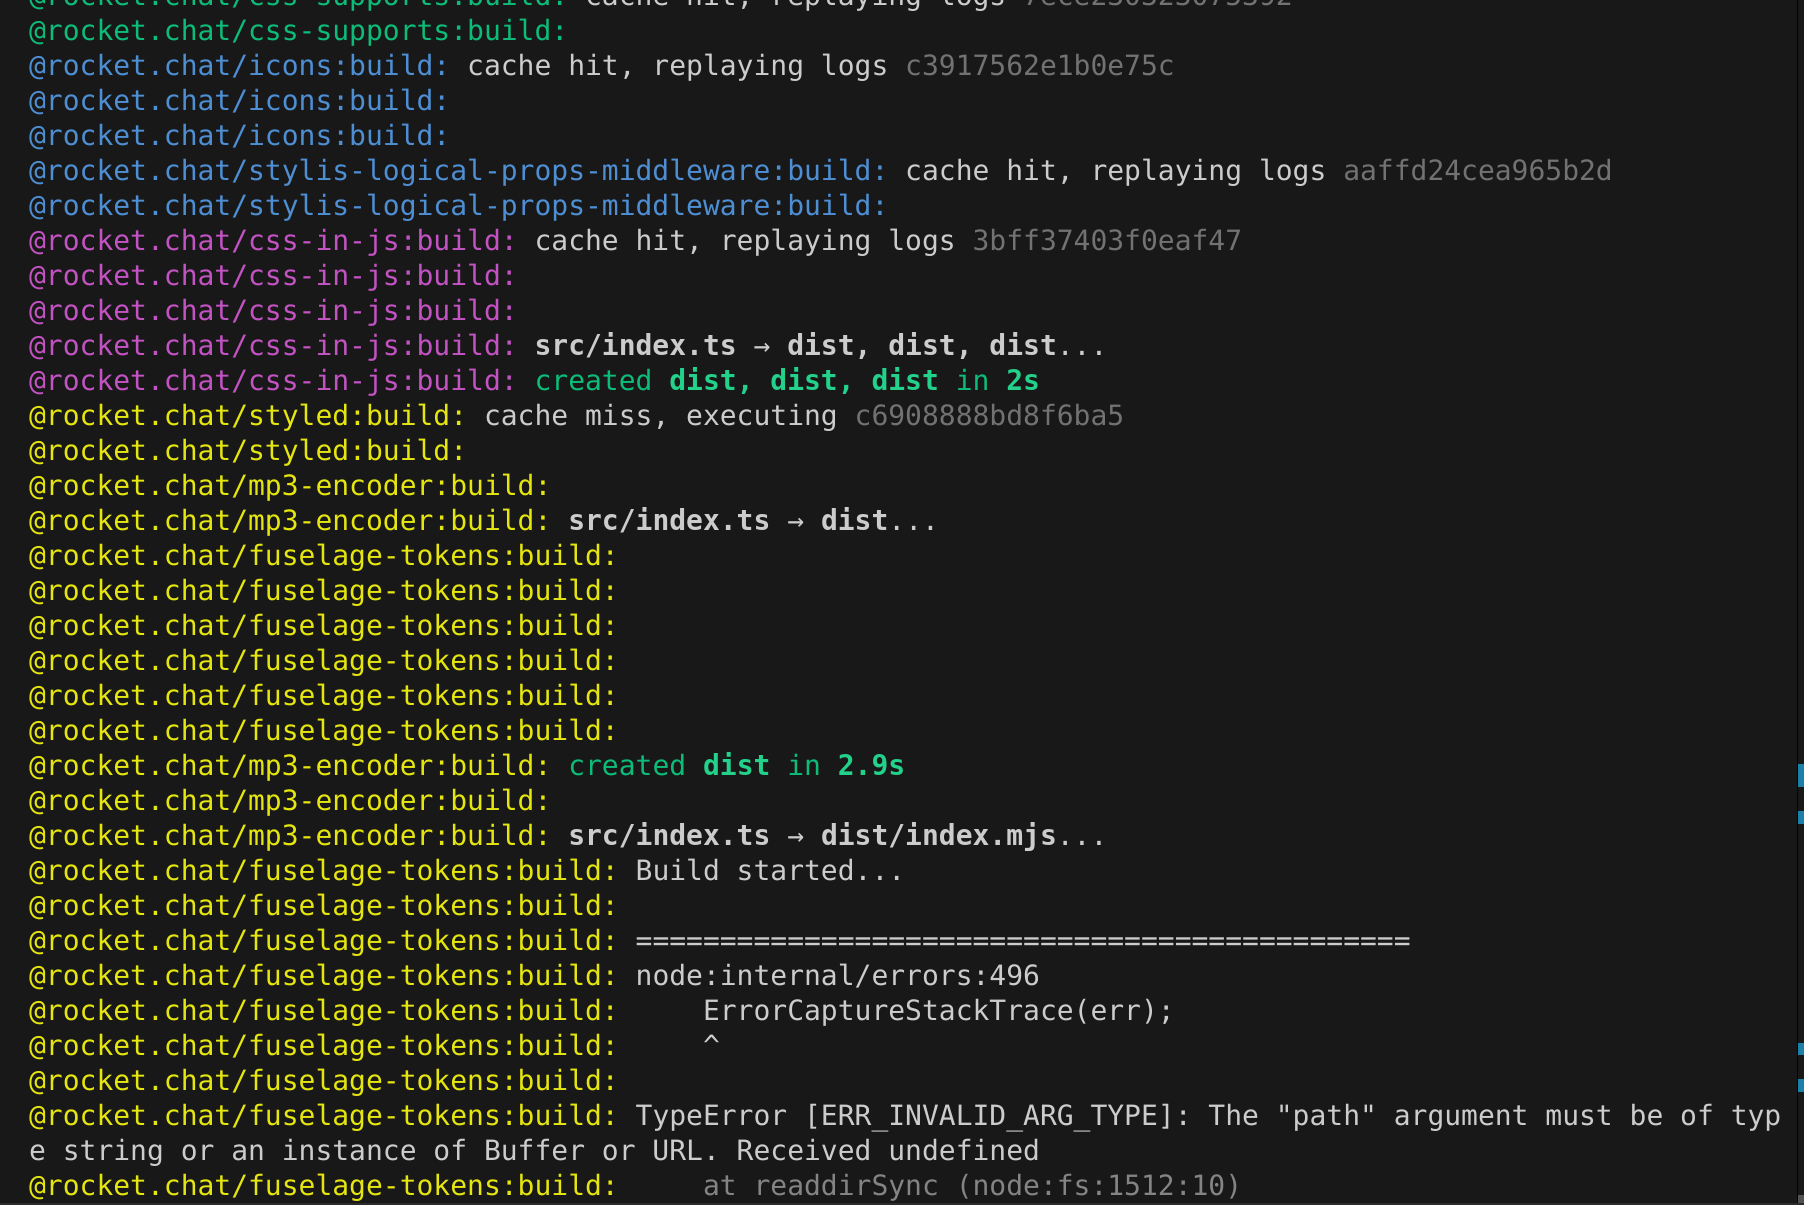 @rocket.chat/css-supports:build: cache hit, replaying logs
@rocket.chat/css-supports:build:
@rocket.chat/icons:build: cache hit, replaying logs c3917562e1b0e75c
@rocket.chat/icons:build:
@rocket.chat/icons:build:
@rocket.chat/stylis-logical-props-middleware:build: cache hit, replaying logs aaffd24cea965b2d
@rocket.chat/stylis-logical-props-middleware:build:
@rocket.chat/css-in-js:build: cache hit, replaying logs 3bff37403f0eaf47
@rocket.chat/css-in-js:build:
@rocket.chat/css-in-js:build:
@rocket.chat/css-in-js:build: src/index.ts → dist, dist, dist...
@rocket.chat/css-in-js:build: created dist, dist, dist in 2s
@rocket.chat/styled:build: cache miss, executing c6908888bd8f6ba5
@rocket.chat/styled:build:
@rocket.chat/mp3-encoder:build:
@rocket.chat/mp3-encoder:build: src/index.ts → dist...
@rocket.chat/fuselage-tokens:build:
@rocket.chat/fuselage-tokens:build:
@rocket.chat/fuselage-tokens:build:
@rocket.chat/fuselage-tokens:build:
@rocket.chat/fuselage-tokens:build:
@rocket.chat/fuselage-tokens:build:
@rocket.chat/mp3-encoder:build: created dist in 2.9s
@rocket.chat/mp3-encoder:build:
@rocket.chat/mp3-encoder:build: src/index.ts → dist/index.mjs...
@rocket.chat/fuselage-tokens:build: Build started...
@rocket.chat/fuselage-tokens:build:
@rocket.chat/fuselage-tokens:build: ==============================================
@rocket.chat/fuselage-tokens:build: node:internal/errors:496
@rocket.chat/fuselage-tokens:build:     ErrorCaptureStackTrace(err);
@rocket.chat/fuselage-tokens:build:     ^
@rocket.chat/fuselage-tokens:build:
@rocket.chat/fuselage-tokens:build: TypeError [ERR_INVALID_ARG_TYPE]: The "path" argument must be of typ
e string or an instance of Buffer or URL. Received undefined
@rocket.chat/fuselage-tokens:build:     at readdirSync (node:fs:1512:10)